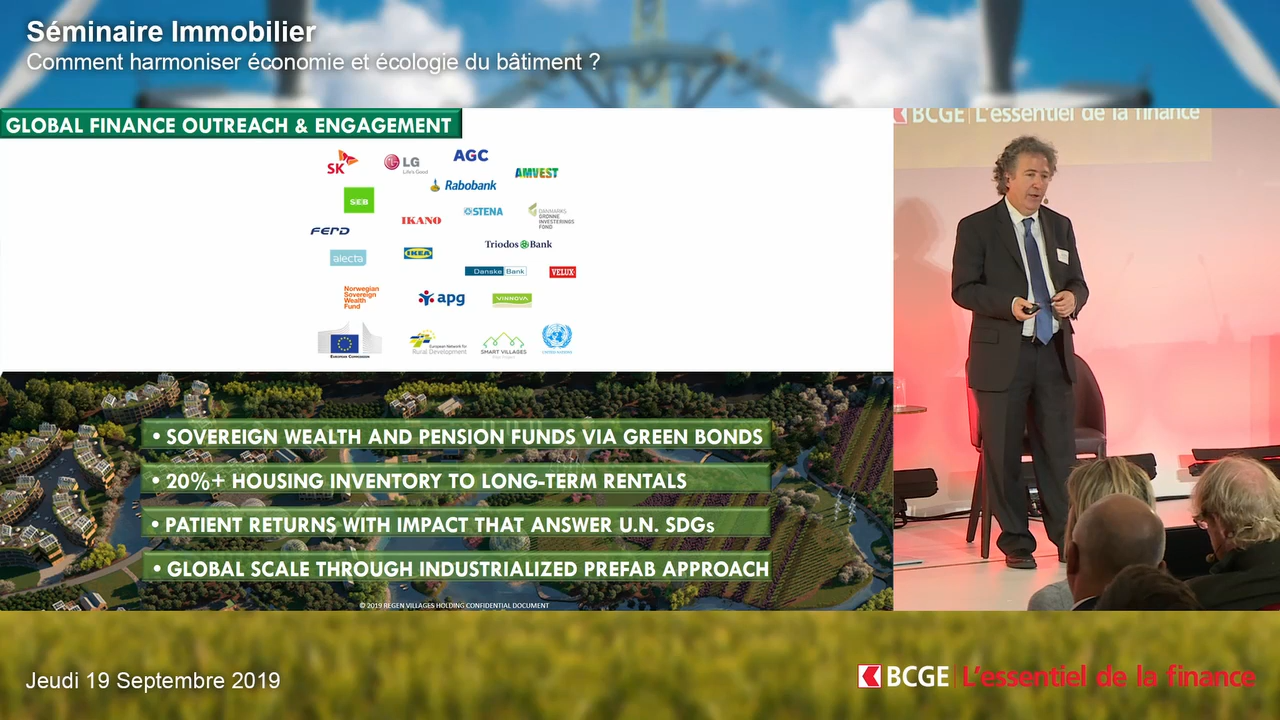 Séminaire Immobilier
Comment harmoniser économie et écologie du bâtiment ?
GLOBAL FINANCE OUTREACH & ENGAGEMENT
SK
LG
Life's Good
AGC
AMVEST
Rabobank
SEB
IKANO
STENA
DANMARKS
GRØNNE
INVESTERINGS
FOND
FERD
Triodos Bank
alecta
IKEA
Danske Bank
VELUX
Norwegian
Sovereign
Wealth
Fund
apg
VINNOVA
European Commission
European Network for
Rural Development
SMART VILLAGES
UNITED NATIONS
• SOVEREIGN WEALTH AND PENSION FUNDS VIA GREEN BONDS
• 20%+ HOUSING INVENTORY TO LONG-TERM RENTALS
• PATIENT RETURNS WITH IMPACT THAT ANSWER U.N. SDGs
• GLOBAL SCALE THROUGH INDUSTRIALIZED PREFAB APPROACH
© 2019 REGEN VILLAGES HOLDING CONFIDENTIAL DOCUMENT
BCGE L'essentiel de la finance
Jeudi 19 Septembre 2019
BCGE L'essentiel de la finance